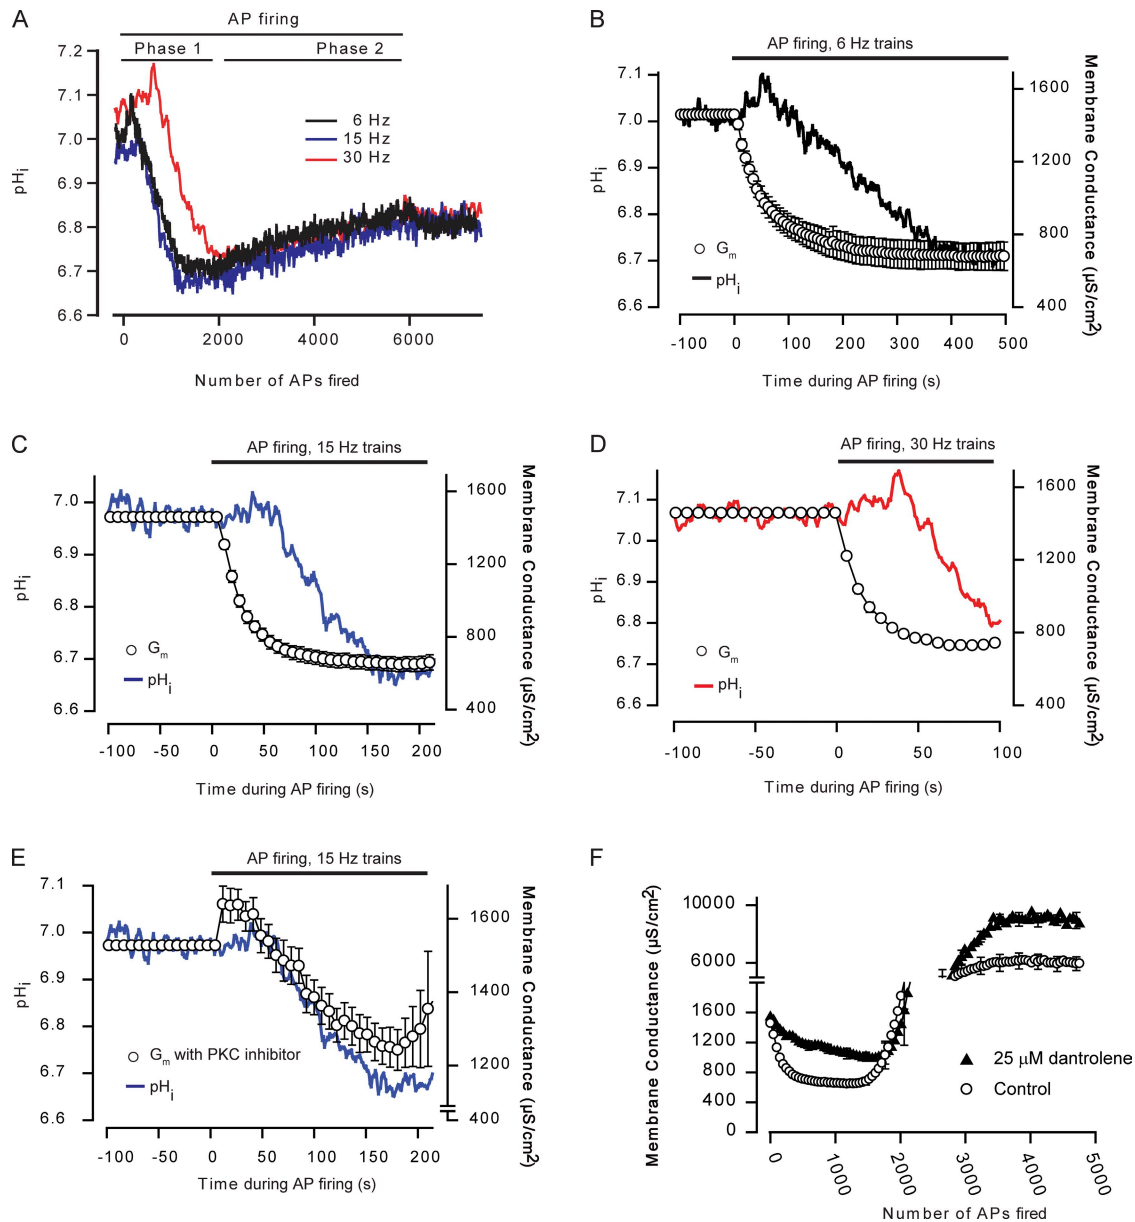 A
AP firing
Phase 1 Phase 2
7.2
7.1
7.0
6.9
6.8
6.7
6.6
pHi
6 Hz
15 Hz
30 Hz
0 2000 4000 6000
Number of APs fired
B
AP firing, 6 Hz trains
7.1
7.0
6.9
6.8
6.7
6.6
pHi
1600
1200
800
400
Membrane Conductance (µS/cm²)
Gm
pHi
-100 0 100 200 300 400 500
Time during AP firing (s)
C
AP firing, 15 Hz trains
7.0
6.9
6.8
6.7
6.6
pHi
1600
1200
800
400
Membrane Conductance (µS/cm²)
Gm
pHi
-100 -50 0 50 100 150 200
Time during AP firing (s)
D
AP firing, 30 Hz trains
7.1
7.0
6.9
6.8
6.7
6.6
pHi
1600
1200
800
400
Membrane Conductance (µS/cm²)
Gm
pHi
-100 -50 0 50 100
Time during AP firing (s)
E
AP firing, 15 Hz trains
7.1
7.0
6.9
6.8
6.7
6.6
pHi
1600
1400
1200
400
Membrane Conductance (µS/cm²)
Gm with PKC inhibitor
pHi
-100 -50 0 50 100 150 200
Time during AP firing (s)
F
10000
6000
1600
1200
800
400
0
Membrane Conductance (µS/cm²)
25 µM dantrolene
Control
0 1000 2000 3000 4000 5000
Number of APs fired